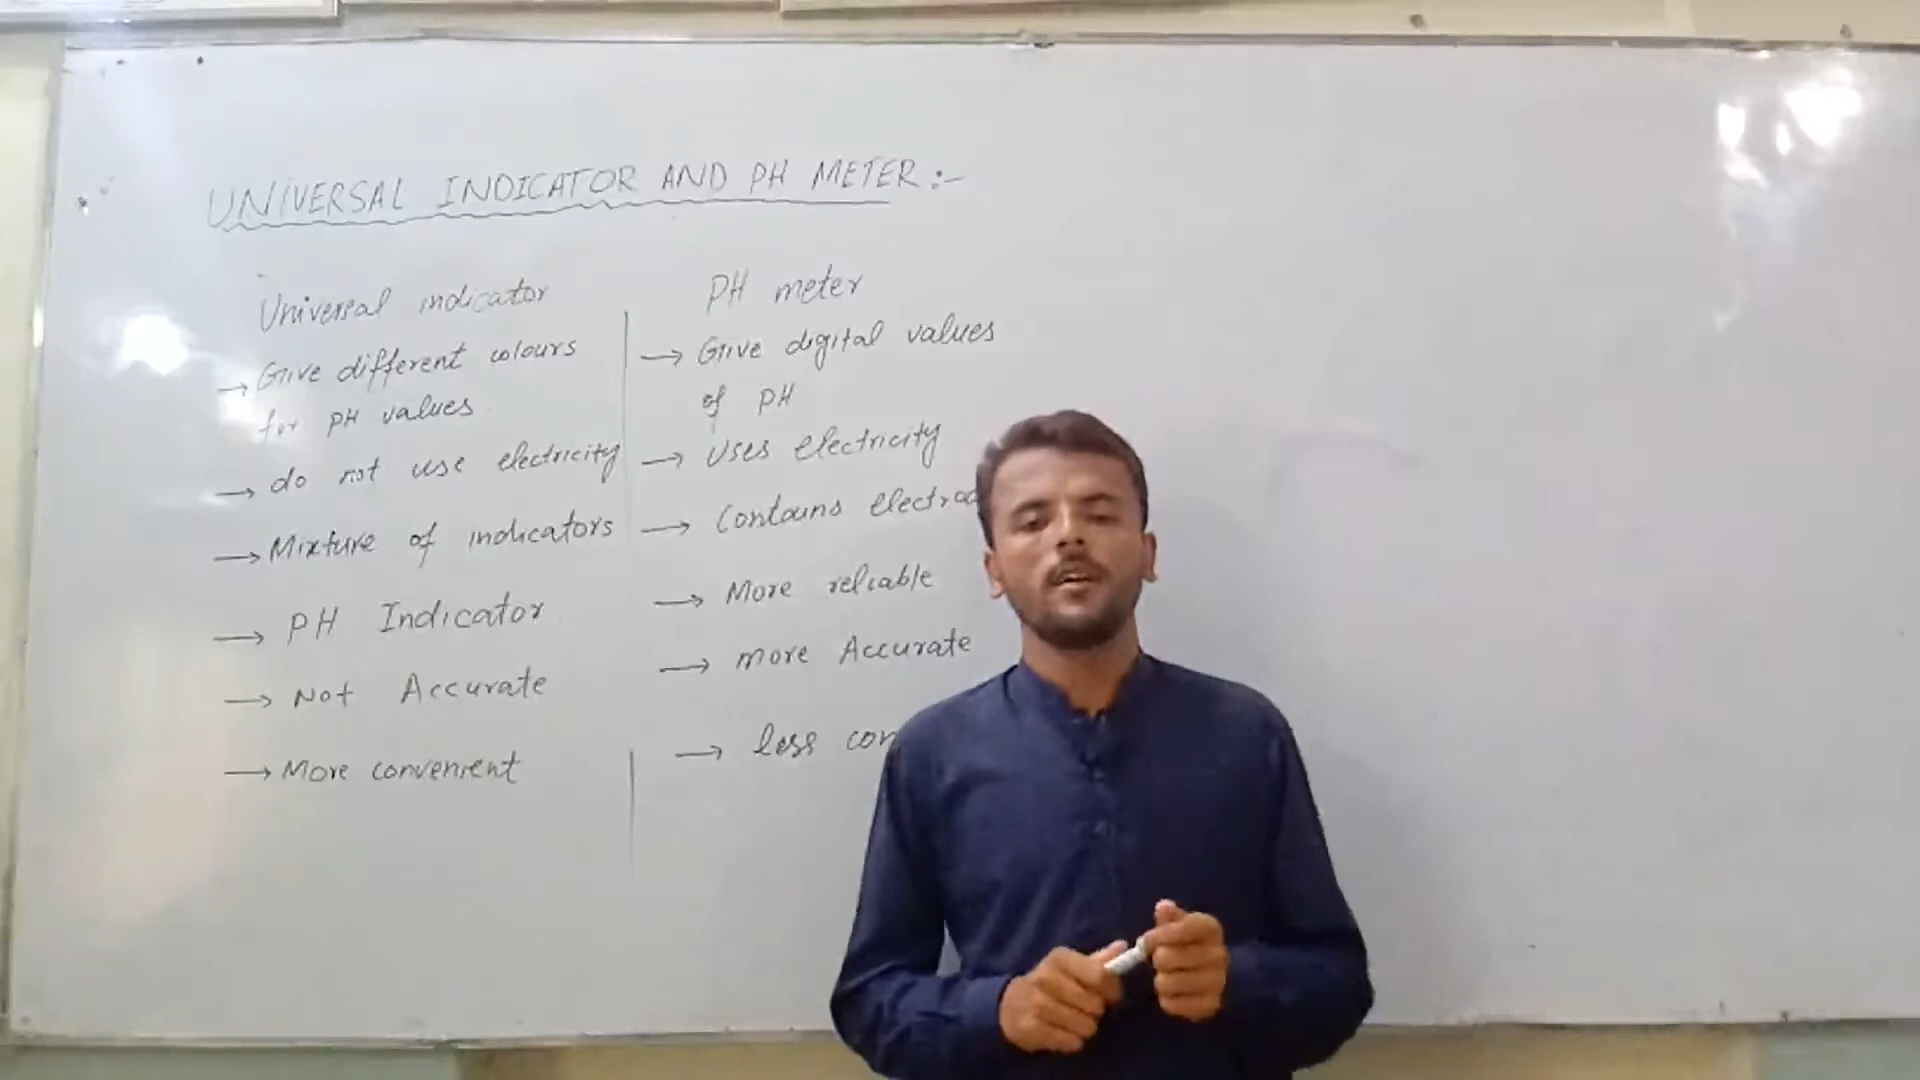 UNIVERSAL INDICATOR AND PH METER :-
Universal indicator
→ Give different colours
for PH values
→ do not use electricity
→ Mixture of indicators
→ PH Indicator
→ Not Accurate
→ More convenient
PH meter
→ Give digital values
of PH
→ Uses electricity
→ Contains
→ More reliable
→ more Accurate
→ less